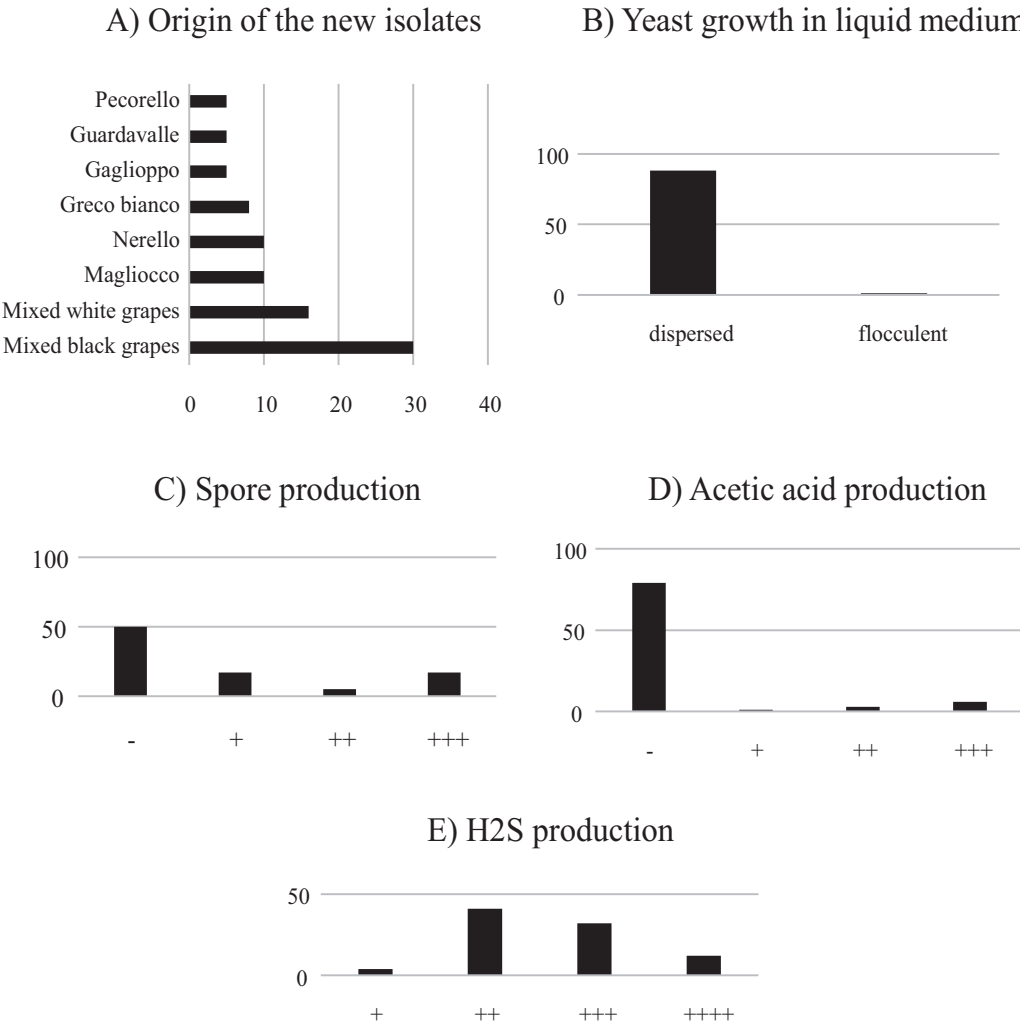 A) Origin of the new isolates
Pecorello
Guardavalle
Gaglioppo
Greco bianco
Nerello
Magliocco
Mixed white grapes
Mixed black grapes
0 10 20 30 40
B) Yeast growth in liquid medium
100
50
0
dispersed flocculent
C) Spore production
100
50
0
- + ++ +++
D) Acetic acid production
100
50
0
- + ++ +++
E) H2S production
50
0
+ ++ +++ ++++